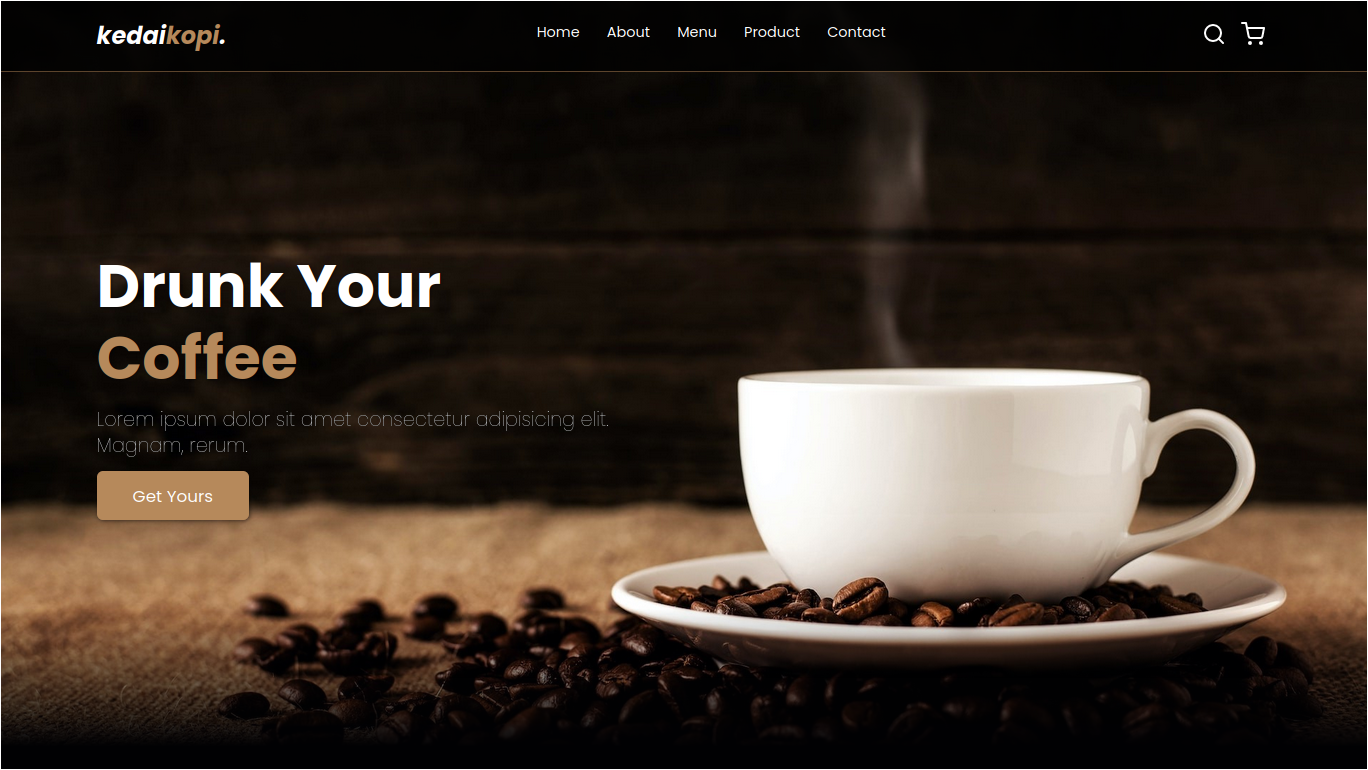 kedaikopi.
Home About Menu Product Contact
Drunk Your
Coffee
Lorem ipsum dolor sit amet consectetur adipisicing elit.
Magnam, rerum.
Get Yours